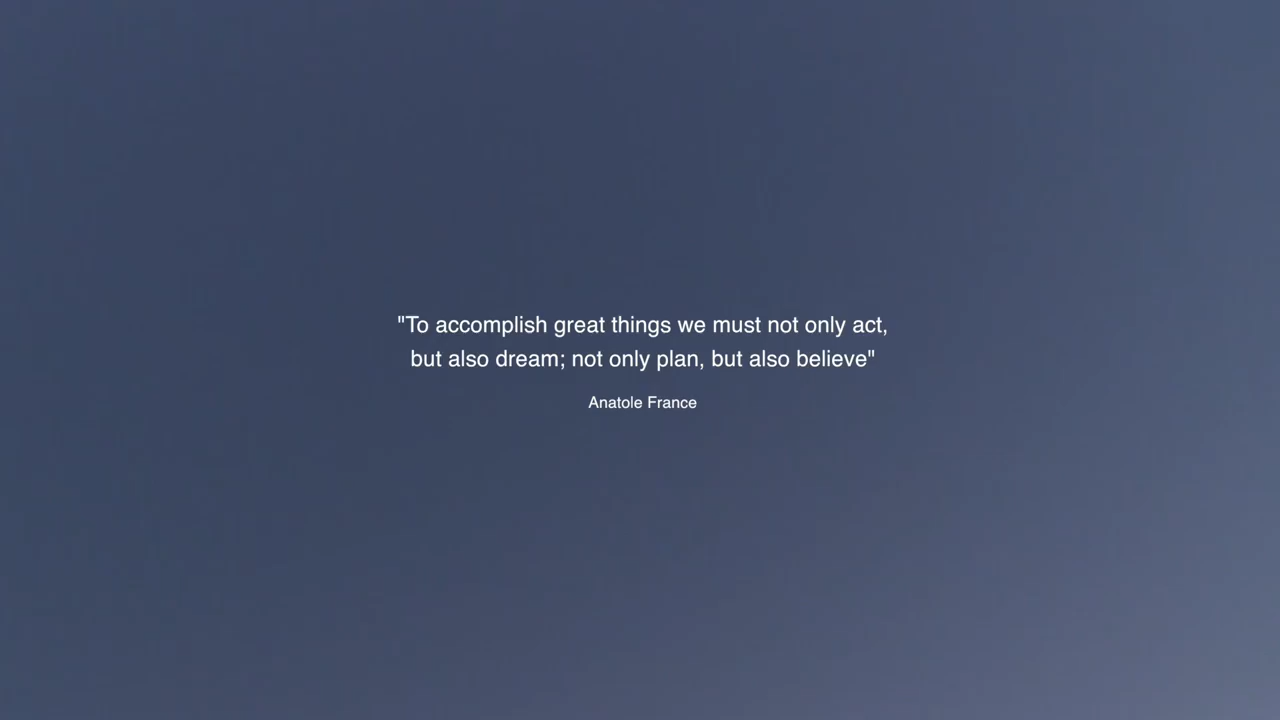 "To accomplish great things we must not only act,
but also dream; not only plan, but also believe"
Anatole France